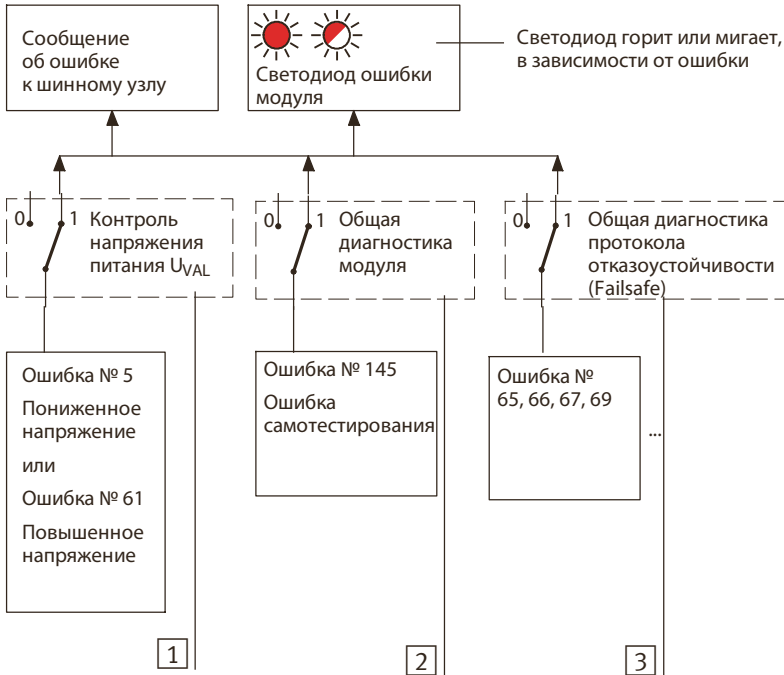 Сообщение
об ошибке
к шинному узлу
Светодиод ошибки
модуля
Светодиод горит или мигает,
в зависимости от ошибки
0 1 Контроль
напряжения
питания UVAL
0 1 Общая
диагностика
модуля
0 1 Общая диагностика
протокола
отказоустойчивости
(Failsafe)
Ошибка № 5
Пониженное
напряжение
или
Ошибка № 61
Повышенное
напряжение
Ошибка № 145
Ошибка
самотестирования
Ошибка №
65, 66, 67, 69
...
1
2
3